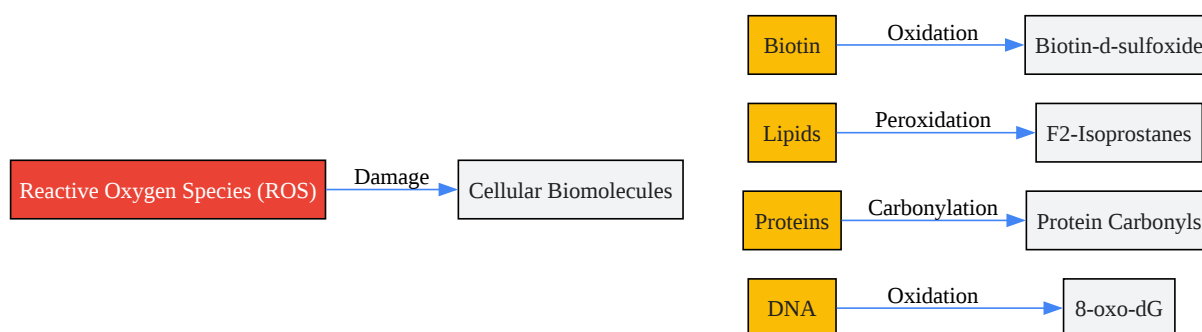 Reactive Oxygen Species (ROS)
Damage
Cellular Biomolecules
Biotin
Oxidation
Biotin-d-sulfoxide
Lipids
Peroxidation
F2-Isoprostanes
Proteins
Carbonylation
Protein Carbonyls
DNA
Oxidation
8-oxo-dG